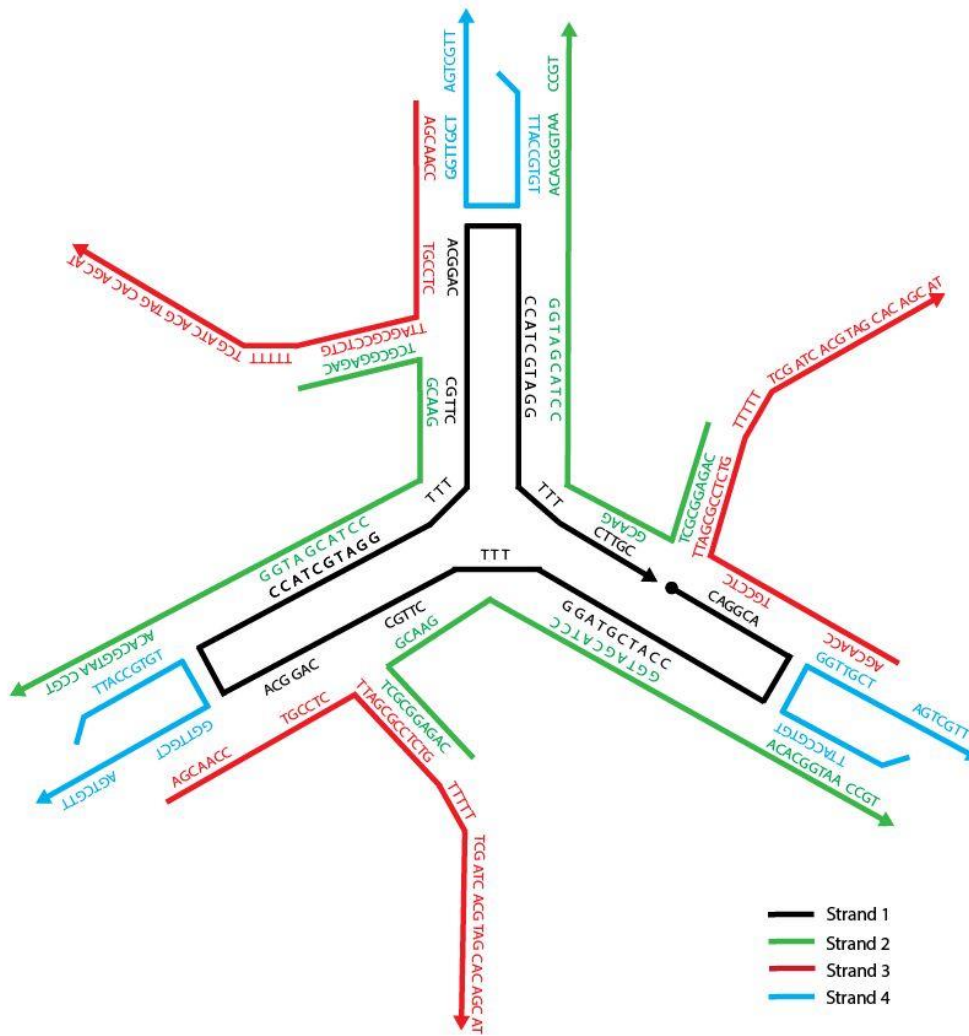 AGTCGTT
CCGT
AGCAACC
GGTTGCT
TTACCGTGT
ACACGGTAA
TGCCTC
ACGGAC
TCG ATC ACG TAG CAC AGC AT
TTTTT
TTAGCGCCTCTG
TCGCGGAGAC
GCAAG
CGTTC
CCATCGTAGG
GGTAGCATCC
TCG ATC ACG TAG CAC AGC AT
TTTTT
TTAGCGCCTCTG
TCGCGGAGAC
TTT
TTT
GCAAG
CTTGC
TGCCTC
CAGGCA
AGCAACC
GGTAGCATCC
CCATCGTAGG
TTT
GGATGCTACC
GGTAGCATCC
CGTTC
GCAAG
ACACGGTAA CCGT
TTACCGTGT
ACG GAC
GGTTGCT
AGTCGTT
GGTTGCT
AGTCGTT
TTACCGTGT
ACACGGTAA CCGT
TGCCTC
AGCAACC
TTAGCGCCTCTG
TCGCGGAGAC
TTTTT
TCG ATC ACG TAG CAC AGC AT
Strand 1
Strand 2
Strand 3
Strand 4